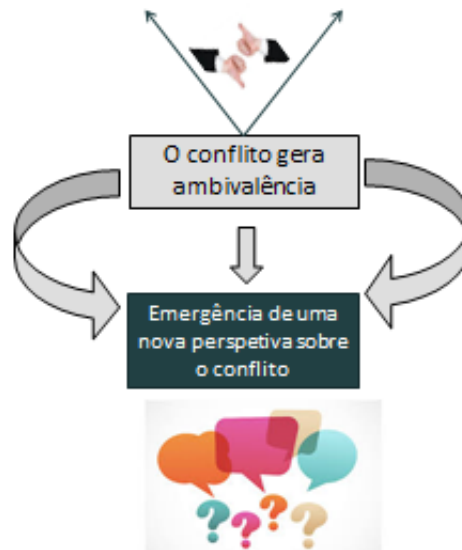 O conflito gera
ambivalência
Emergência de uma
nova perspetiva sobre
o conflito
? ? ? ?